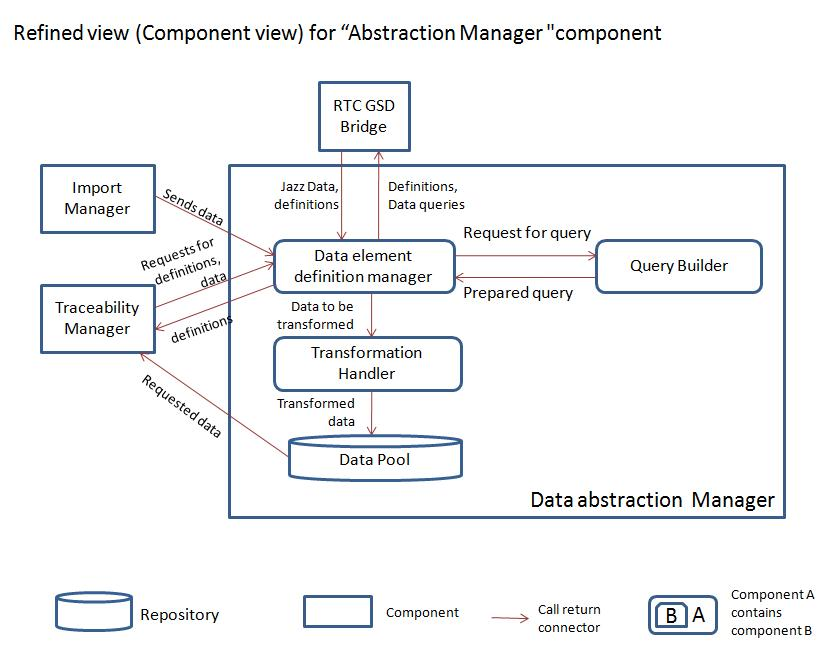 Refined view (Component view) for “Abstraction Manager "component
RTC GSD
Bridge
Import
Manager
Sends data
Jazz Data,
definitions
Definitions,
Data queries
Requests for
definitions,
data
Data element
definition manager
Request for query
Prepared query
Query Builder
Traceability
Manager
definitions
Data to be
transformed
Transformation
Handler
Requested data
Transformed
data
Data Pool
Data abstraction Manager
Repository
Component
Call return
connector
B A
Component A
contains
component B